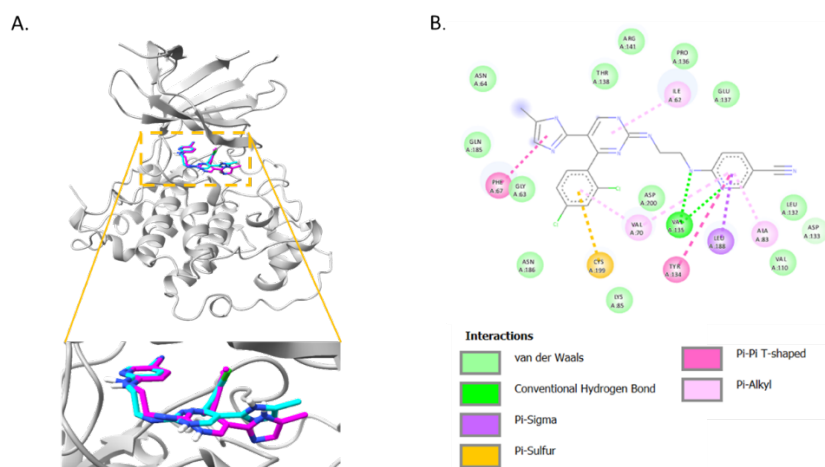 A.
B.
ARG
A:141
PRO
A:136
ASN
A:64
THR
A:138
ILE
A:62
GLU
A:137
GLN
A:185
PHE
A:67
GLY
A:63
ASP
A:200
VAL
A:135
LEU
A:132
ASP
A:133
VAL
A:70
LEU
A:188
ALA
A:83
ASN
A:186
CYS
A:199
TYR
A:134
VAL
A:110
LYS
A:85
Interactions
van der Waals
Conventional Hydrogen Bond
Pi-Sigma
Pi-Sulfur
Pi-Pi T-shaped
Pi-Alkyl